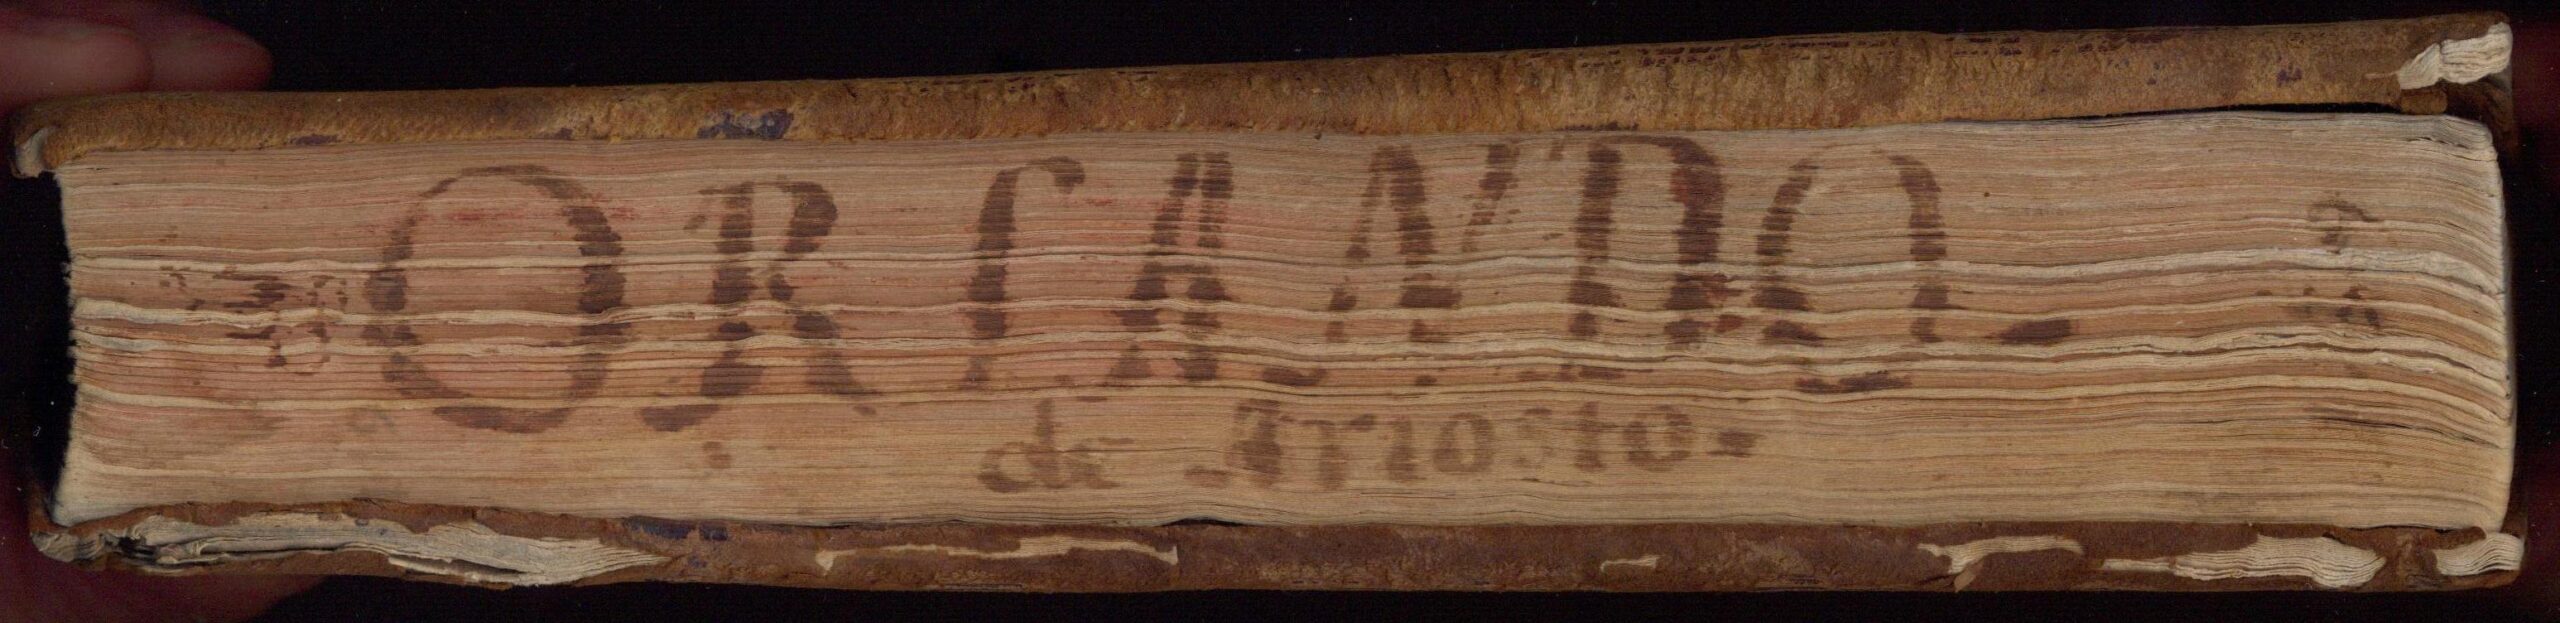 ORLANDO
de Ariosto-